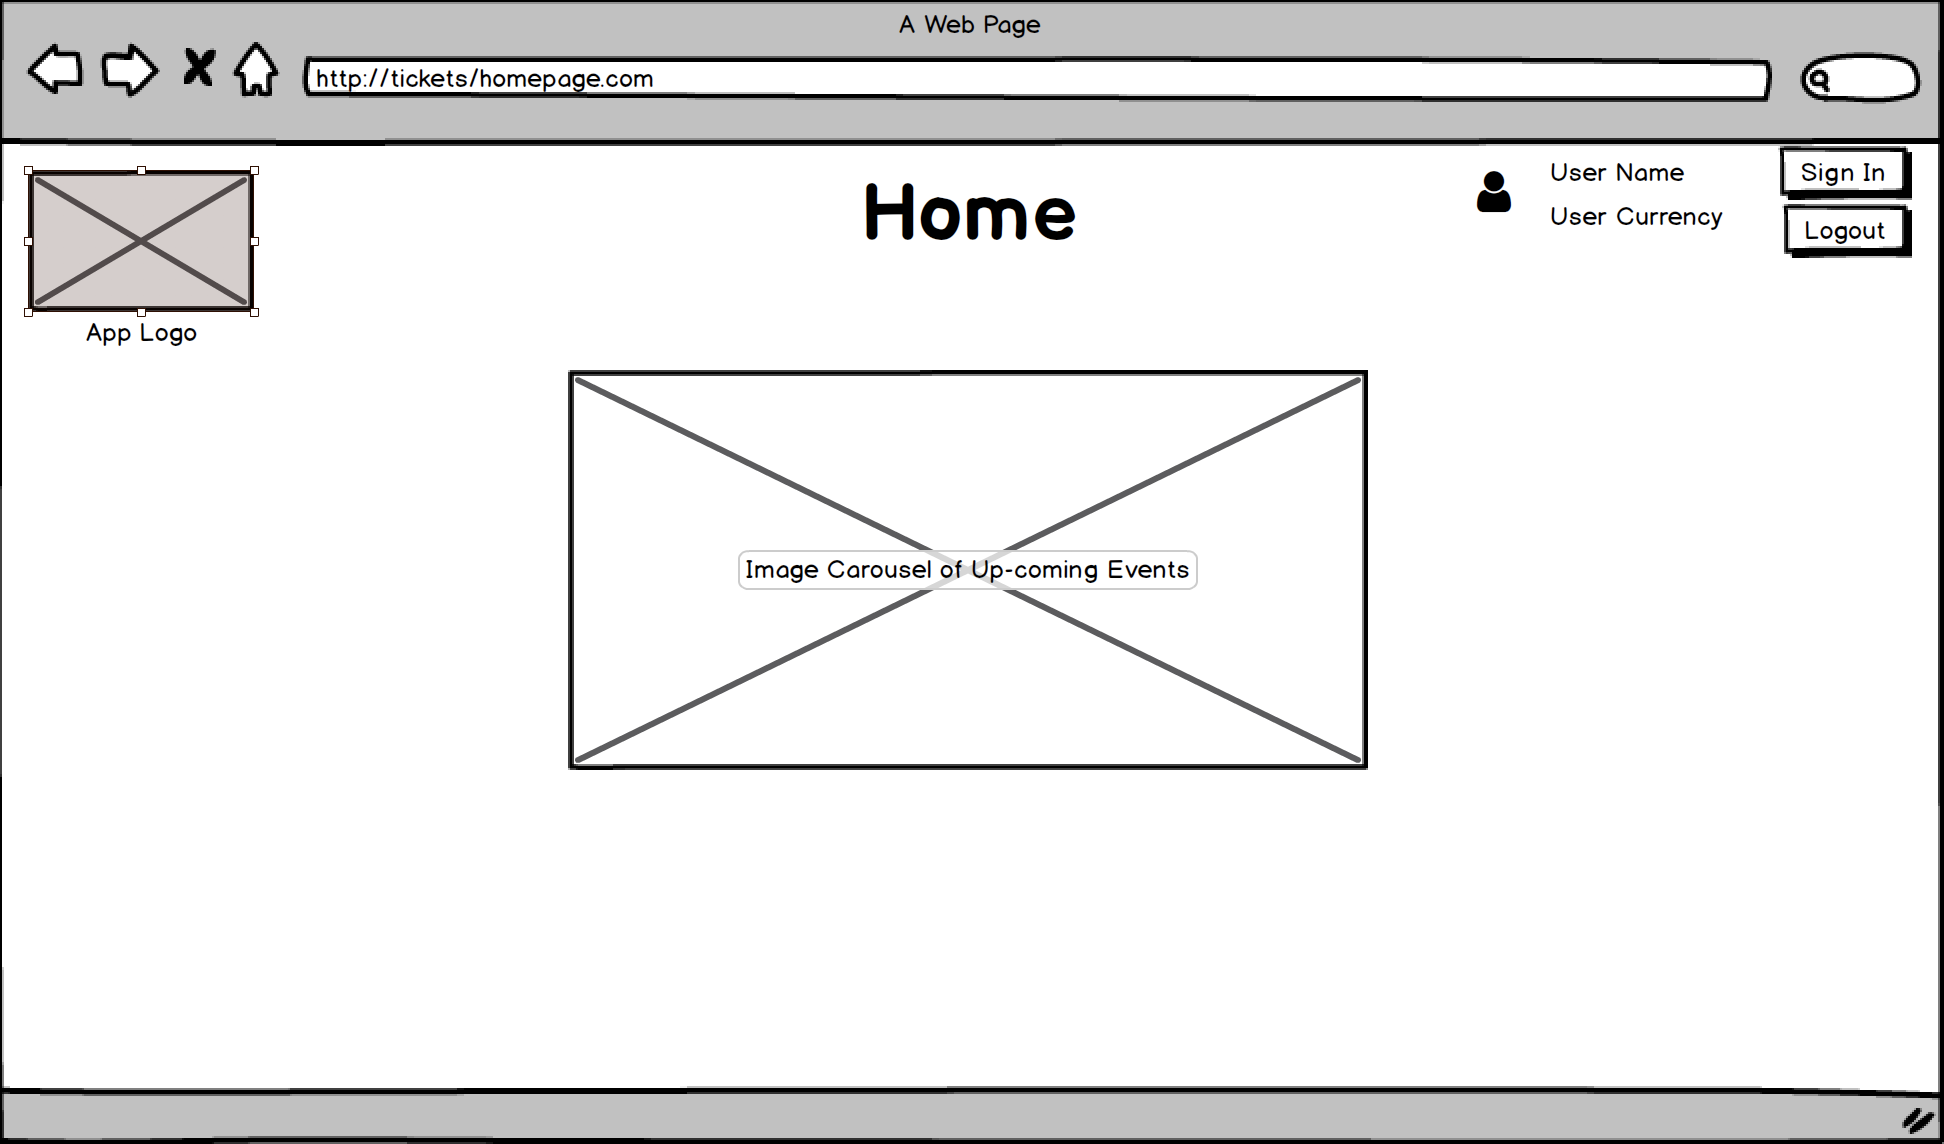 A Web Page
http://tickets/homepage.com
Home
User Name
Sign In
User Currency
Logout
App Logo
Image Carousel of Up-coming Events